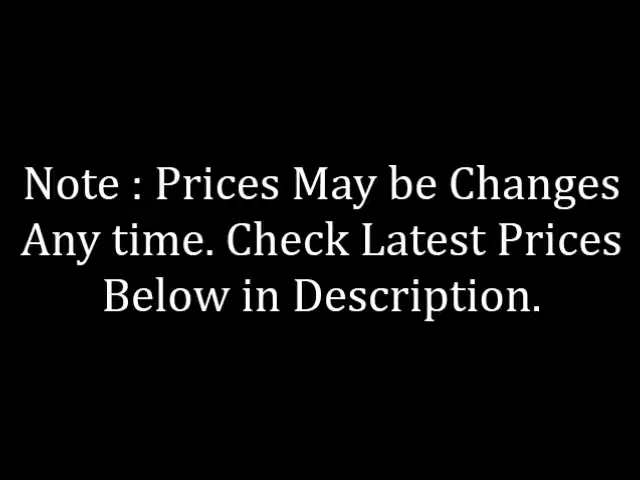 Note : Prices May be Changes
Any time. Check Latest Prices
Below in Description.